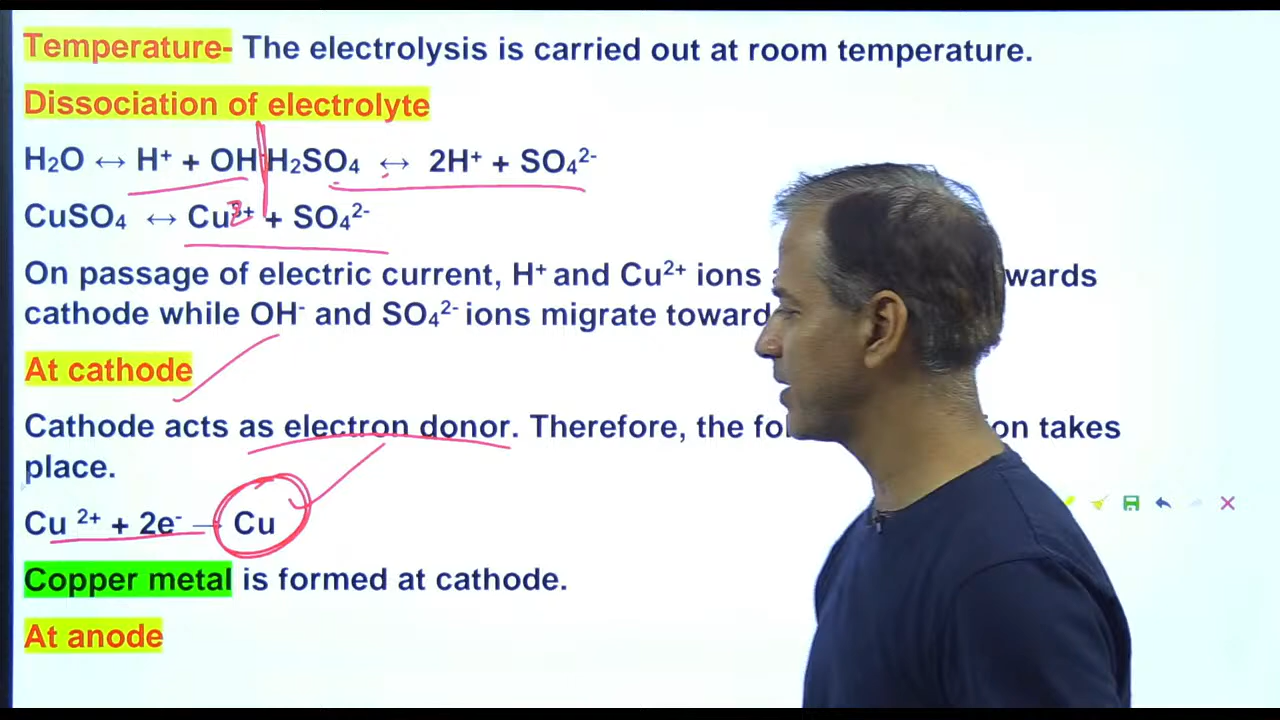 Temperature- The electrolysis is carried out at room temperature.
Dissociation of electrolyte
H₂O ↔ H⁺ + OH H₂SO₄ ↔ 2H⁺ + SO₄²⁻
CuSO₄ ↔ Cu²⁺ + SO₄²⁻
On passage of electric current, H⁺ and Cu²⁺ ions wards
cathode while OH⁻ and SO₄²⁻ ions migrate toward
At cathode
Cathode acts as electron donor. Therefore, the fol on takes
place.
Cu ²⁺ + 2e⁻ → Cu
Copper metal is formed at cathode.
At anode